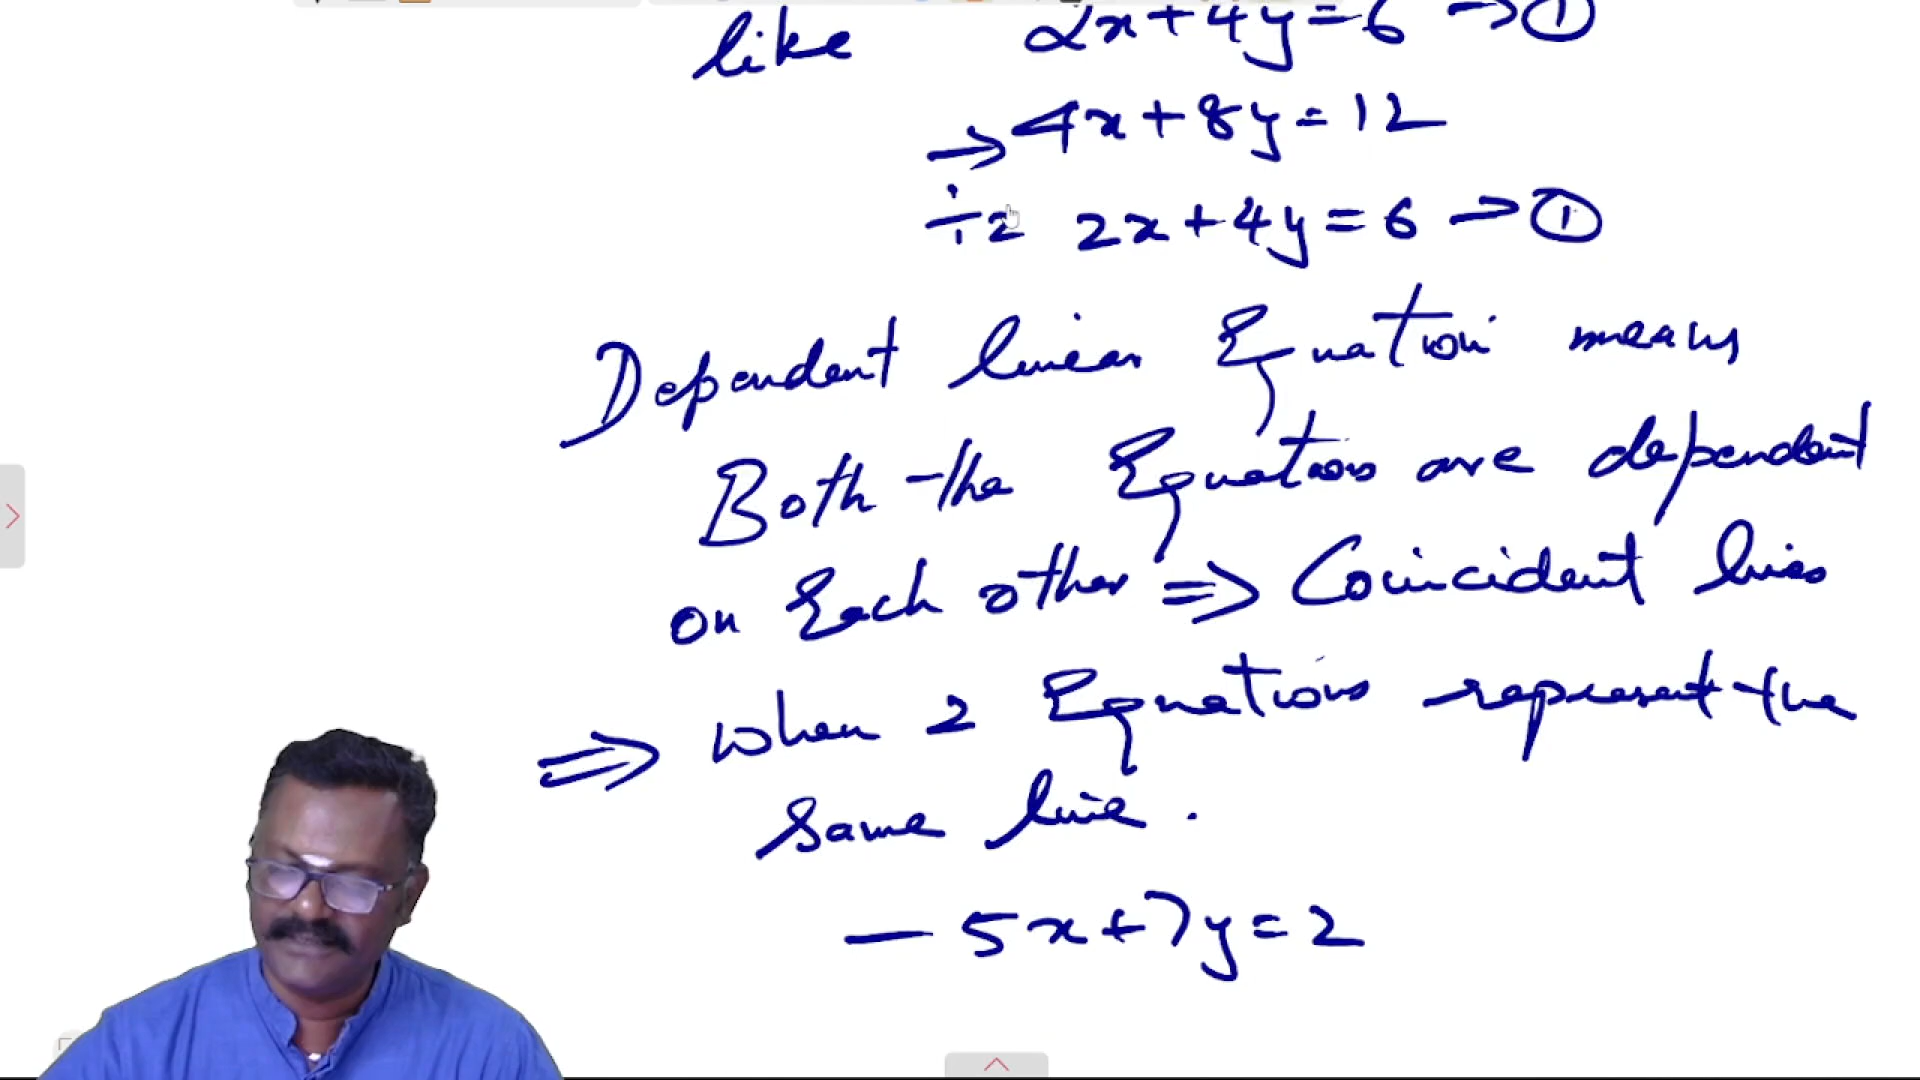 like 2x+4y=6 → ①
→ 4x+8y=12
÷2 2x+4y=6 → ①
Dependent linear Equation means
Both the Equations are dependent
on Each other ⇒ Coincident lines
⇒ When 2 Equations represent the
same line.
-5x+7y=2